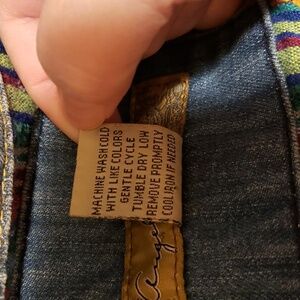 MACHINE WASH COLD
WITH LIKE COLORS
GENTLE CYCLE
TUMBLE DRY LOW
REMOVE PROMPTLY
COOL IRON IF NEEDED